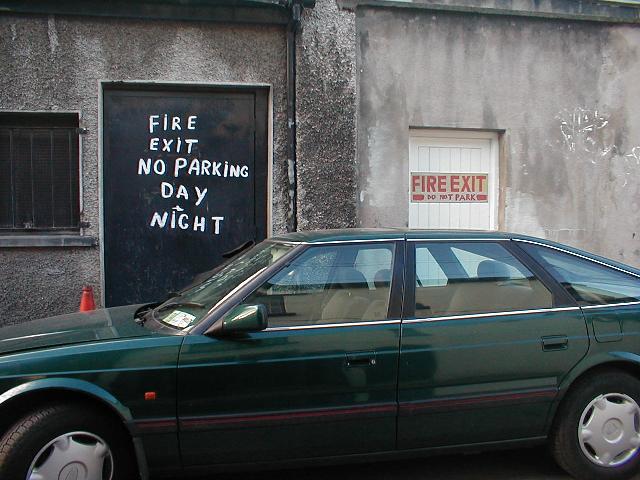 FIRE
EXIT
NO PARKING
DAY
+
NIGHT
FIRE EXIT
DO NOT PARK